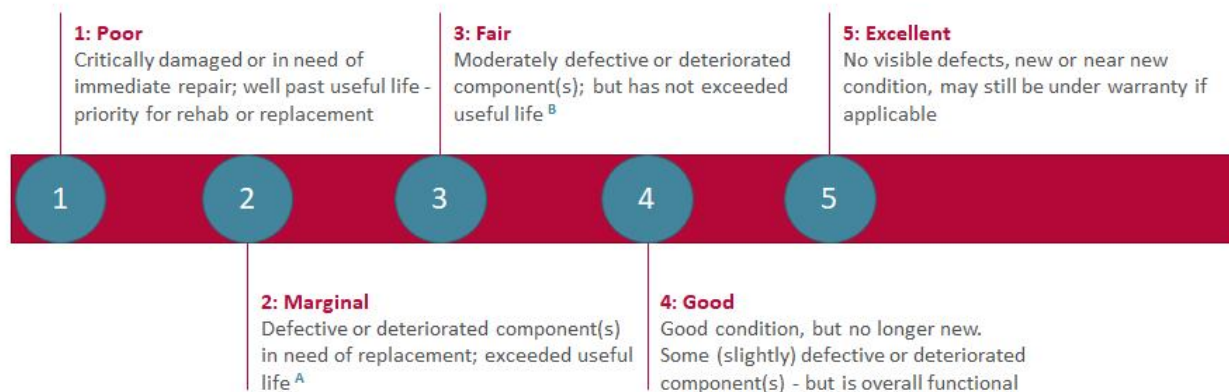 1: Poor
Critically damaged or in need of
immediate repair; well past useful life -
priority for rehab or replacement
3: Fair
Moderately defective or deteriorated
component(s); but has not exceeded
useful life B
5: Excellent
No visible defects, new or near new
condition, may still be under warranty if
applicable
1
2
3
4
5
2: Marginal
Defective or deteriorated component(s)
in need of replacement; exceeded useful
life A
4: Good
Good condition, but no longer new.
Some (slightly) defective or deteriorated
component(s) - but is overall functional